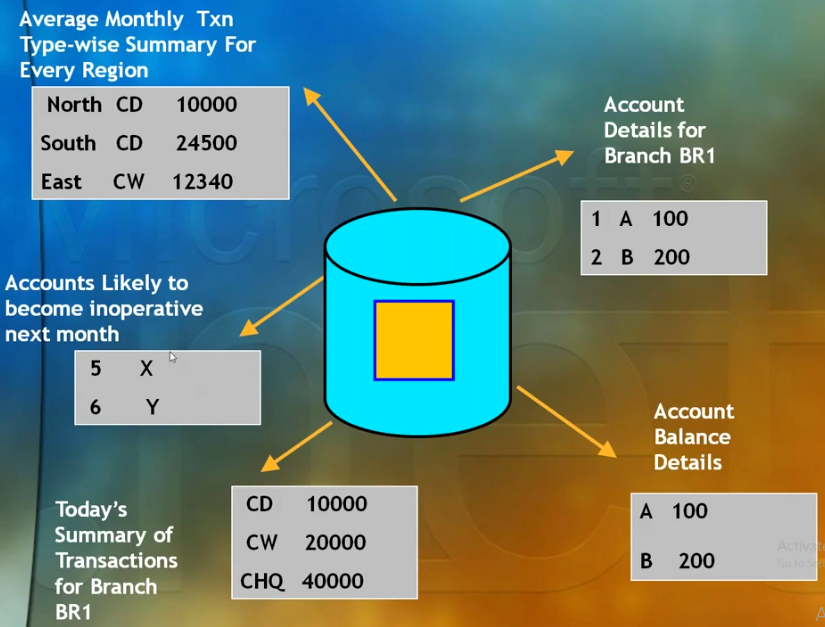 Average Monthly Txn
Type-wise Summary For
Every Region
North CD 10000
South CD 24500
East CW 12340
Account
Details for
Branch BR1
1 A 100
2 B 200
Microsoft®
Accounts Likely to
become inoperative
next month
5 X
6 Y
Account
Balance
Details
A 100
B 200
Today's
Summary of
Transactions
for Branch
BR1
CD 10000
CW 20000
CHQ 40000